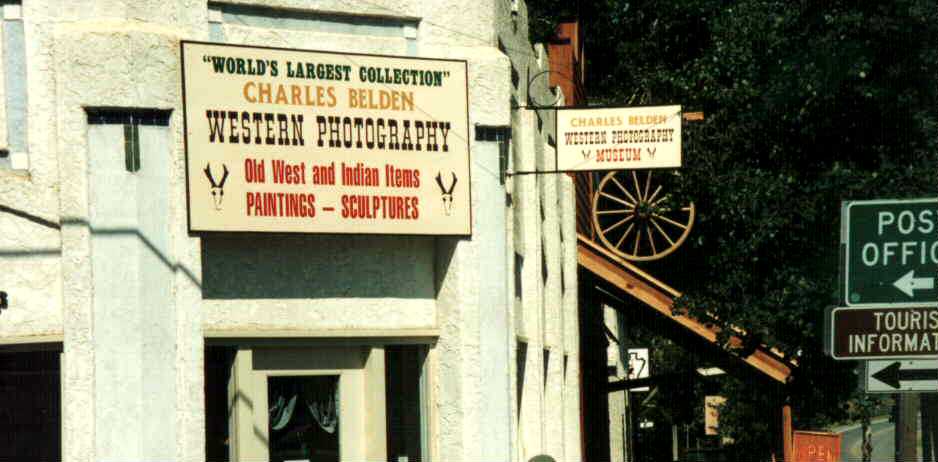 "WORLD'S LARGEST COLLECTION"
CHARLES BELDEN
WESTERN PHOTOGRAPHY
Old West and Indian Items
PAINTINGS – SCULPTURES
CHARLES BELDEN
WESTERN PHOTOGRAPHY
MUSEUM
POS
OFFIC
TOURIS
INFORMAT